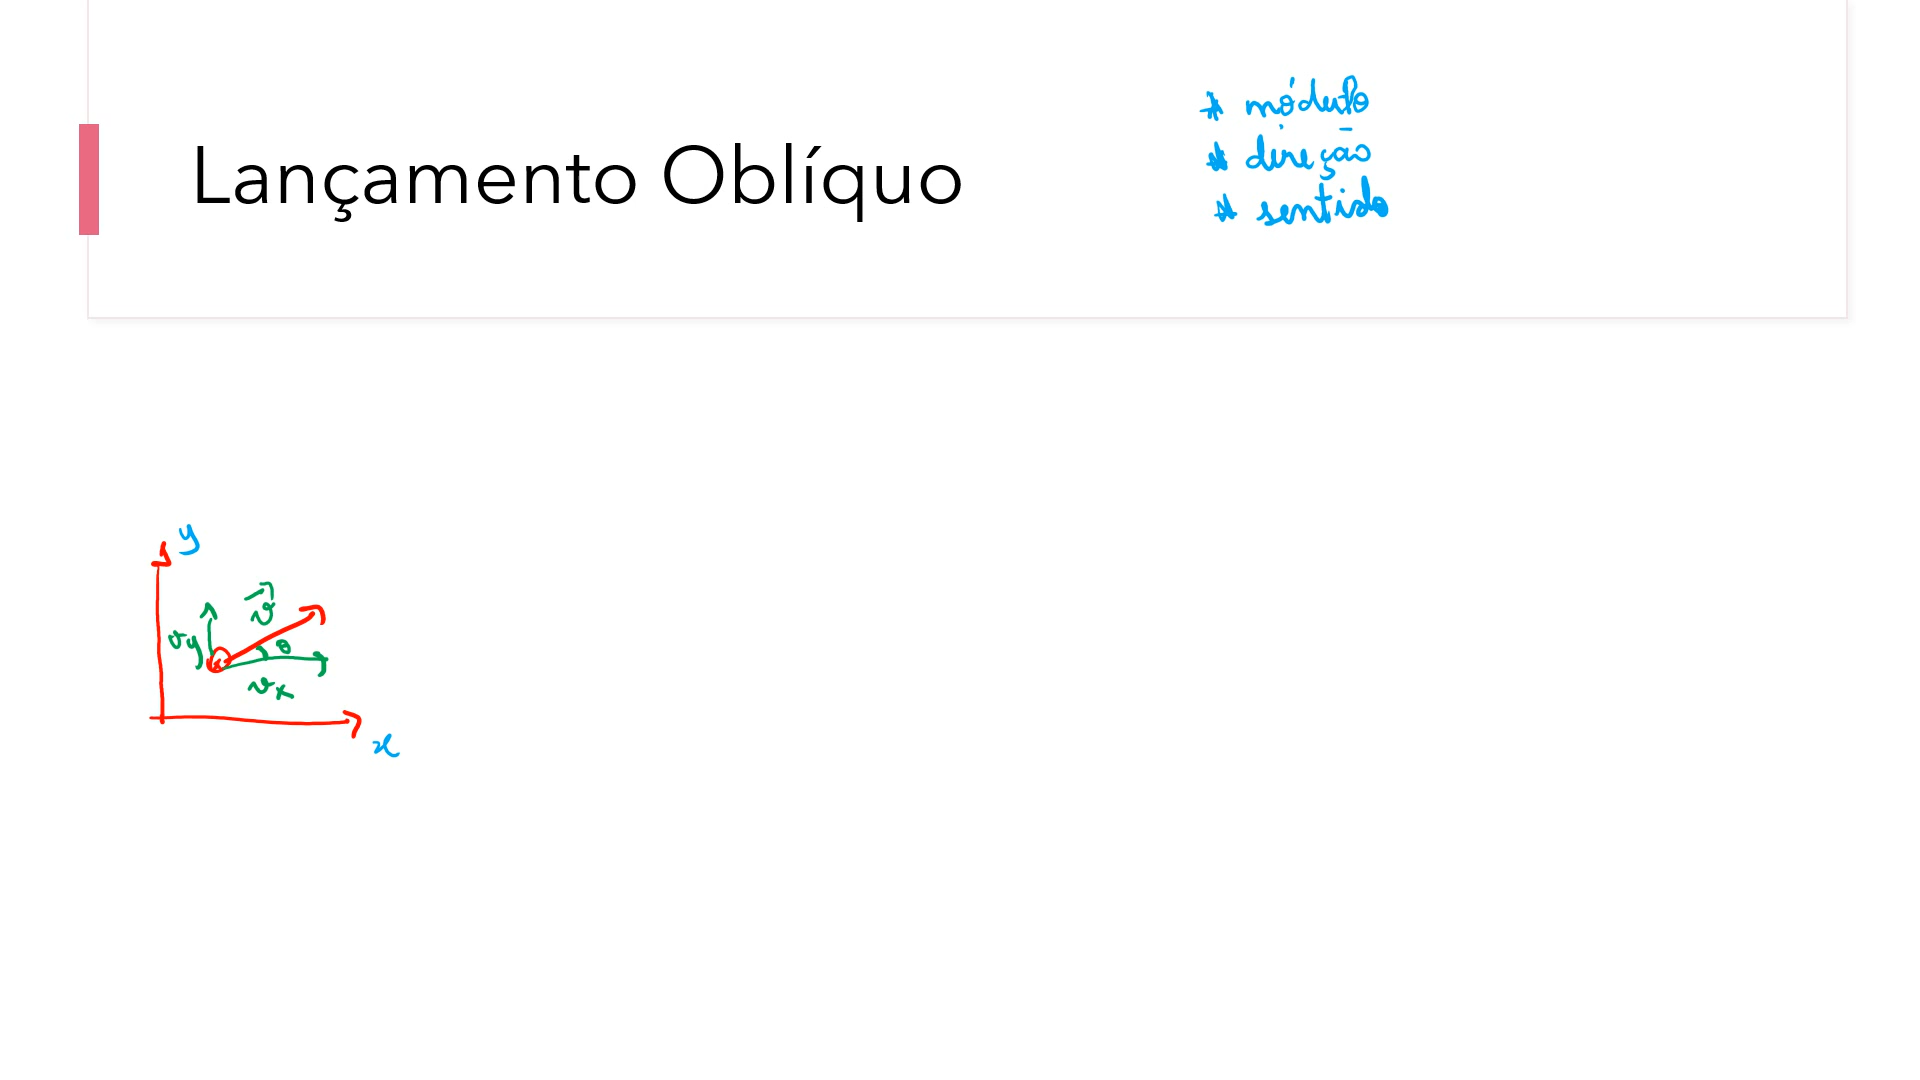 Lançamento Oblíquo
* módulo
* direção
* sentido
y
v
vy
θ
vx
x